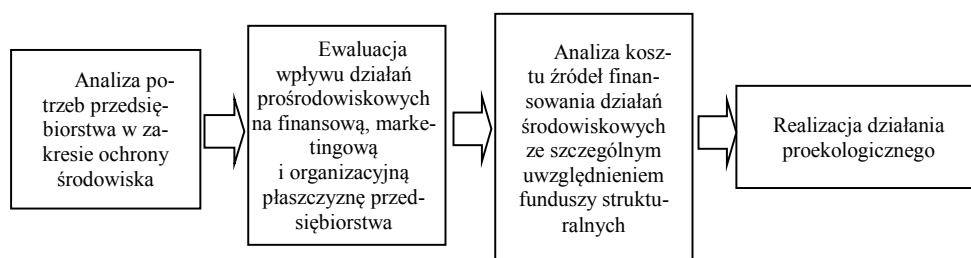 Analiza po-
trzeb przedsię-
biorstwa w za-
kresie ochrony
środowiska
Ewaluacja
wpływu działań
prośrodowiskowych
na finansową, marke-
tingową
i organizacyjną
płaszczyznę przed-
siębiorstwa
Analiza kosz-
tu źródeł finan-
sowania działań
środowiskowych
ze szczególnym
uwzględnieniem
funduszy struktu-
ralnych
Realizacja działania
proekologicznego